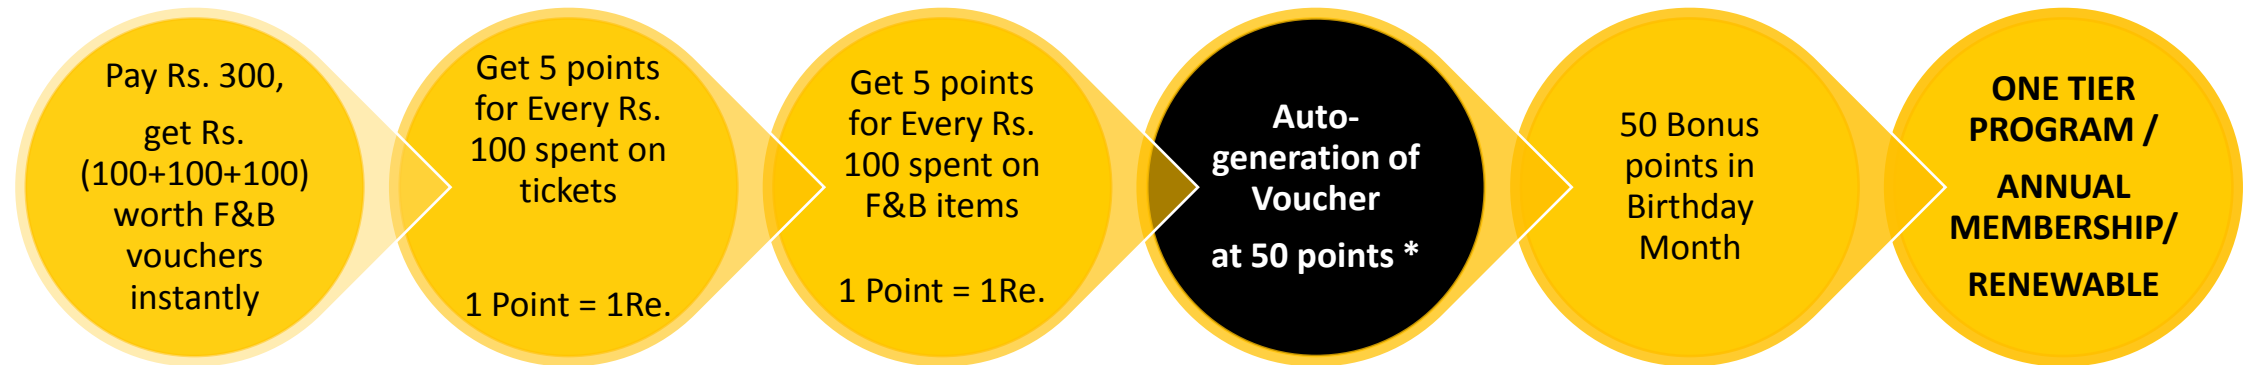 Pay Rs. 300,
get Rs.
(100+100+100)
worth F&B
vouchers
instantly
Get 5 points
for Every Rs.
100 spent on
tickets
1 Point = 1Re.
Get 5 points
for Every Rs.
100 spent on
F&B items
1 Point = 1Re.
Auto-
generation of
Voucher
at 50 points *
50 Bonus
points in
Birthday
Month
ONE TIER
PROGRAM /
ANNUAL
MEMBERSHIP/
RENEWABLE